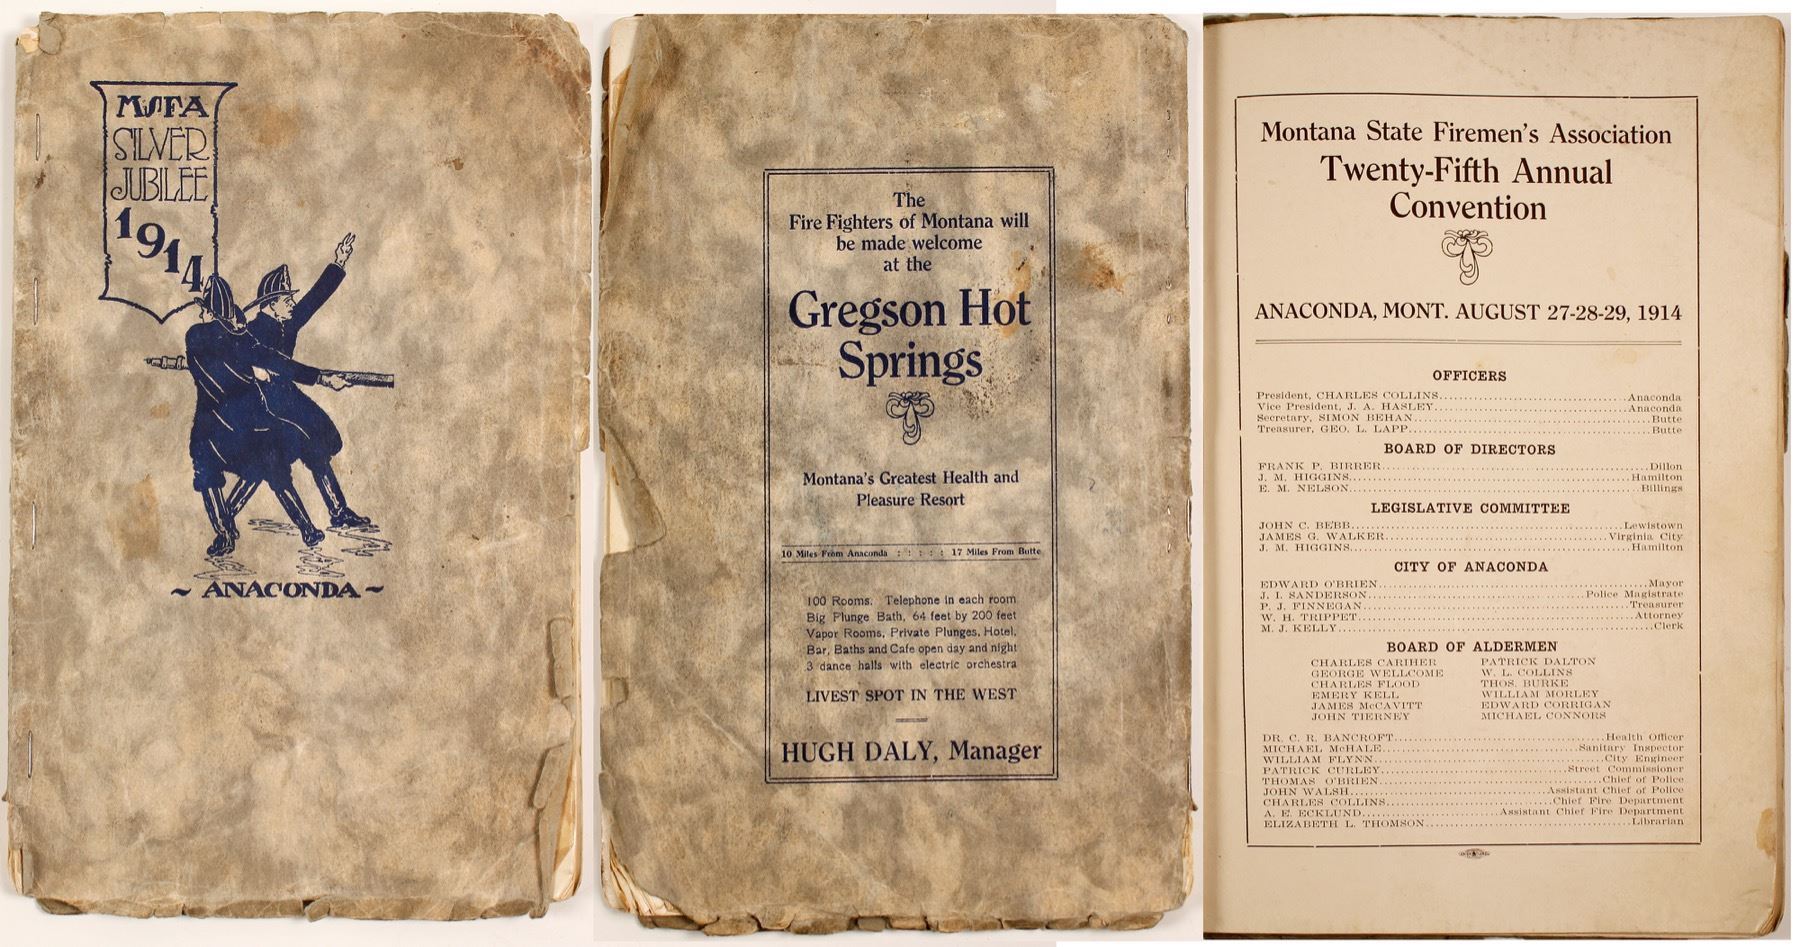 MSFA
SILVER
JUBILEE
1914
~ ANACONDA ~
The
Fire Fighters of Montana will
be made welcome
at the
Gregson Hot
Springs
Montana's Greatest Health and
Pleasure Resort
10 Miles From Anaconda : : : : : 17 Miles From Butte
100 Rooms. Telephone in each room
Big Plunge Bath, 64 feet by 200 feet
Vapor Rooms, Private Plunges, Hotel,
Bar, Baths and Cafe open day and night
3 dance halls with electric orchestra
LIVEST SPOT IN THE WEST
HUGH DALY, Manager
Montana State Firemen's Association
Twenty-Fifth Annual
Convention
ANACONDA, MONT. AUGUST 27-28-29, 1914
OFFICERS
President, CHARLES COLLINS....................Anaconda
Vice President, J. A. HASLEY....................Anaconda
Secretary, SIMON BEHAN....................Butte
Treasurer, GEO. L. LAPP....................Butte
BOARD OF DIRECTORS
FRANK P. BIRRER....................Dillon
J. M. HIGGINS....................Hamilton
E. M. NELSON....................Billings
LEGISLATIVE COMMITTEE
JOHN C. BEBB....................Lewistown
JAMES G. WALKER....................Virginia City
J. M. HIGGINS....................Hamilton
CITY OF ANACONDA
EDWARD O'BRIEN....................Mayor
J. I. SANDERSON....................Police Magistrate
P. J. FINNEGAN....................Treasurer
W. H. TRIPPET....................Attorney
M. J. KELLY....................Clerk
BOARD OF ALDERMEN
CHARLES CARIHER PATRICK DALTON
GEORGE WELLCOME W. L. COLLINS
CHARLES FLOOD THOS. BURKE
EMERY KELL WILLIAM MORLEY
JAMES McCAVITT EDWARD CORRIGAN
JOHN TIERNEY MICHAEL CONNORS
DR. C. R. BANCROFT....................Health Officer
MICHAEL McHALE....................Sanitary Inspector
WILLIAM FLYNN....................City Engineer
PATRICK CURLEY....................Street Commissioner
THOMAS O'BRIEN....................Chief of Police
JOHN WALSH....................Assistant Chief of Police
CHARLES COLLINS....................Chief Fire Department
A. E. ECKLUND....................Assistant Chief Fire Department
ELIZABETH L. THOMSON....................Librarian